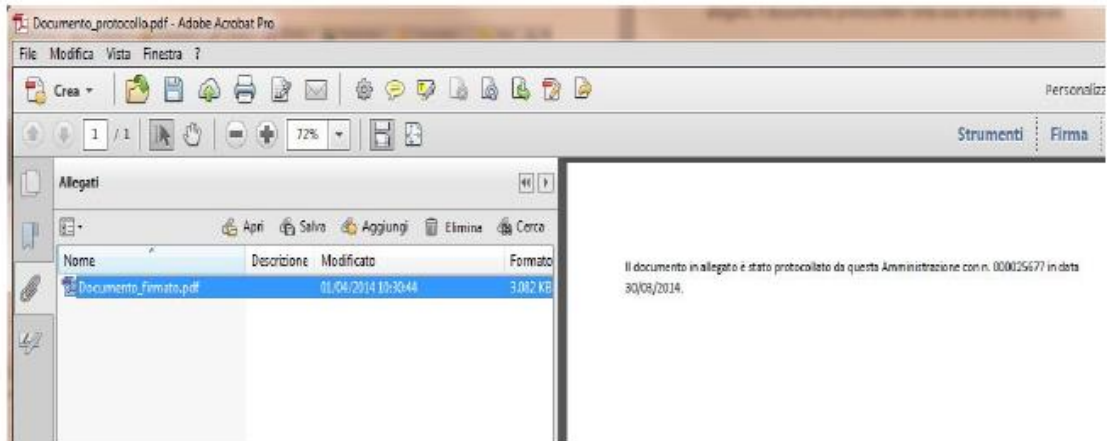 Documento_protocollo.pdf - Adobe Acrobat Pro
File Modifica Vista Finestra ?
Crea Personalizz
1 / 1 72% Strumenti Firma
Allegati
Apri Salva Aggiungi Elimina Cerca
Nome Descrizione Modificato Formato
Documento_firmato.pdf 01/04/2014 10:30:44 3.082 KB
Il documento in allegato è stato protocollato da questa Amministrazione con n. 000025677 in data
30/03/2014.